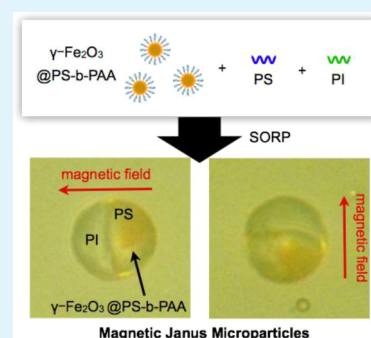 γ-Fe₂O₃
@PS-b-PAA
+
PS
+
PI
SORP
magnetic field
PS
PI
γ-Fe₂O₃ @PS-b-PAA
magnetic field
Magnetic Janus Microparticles